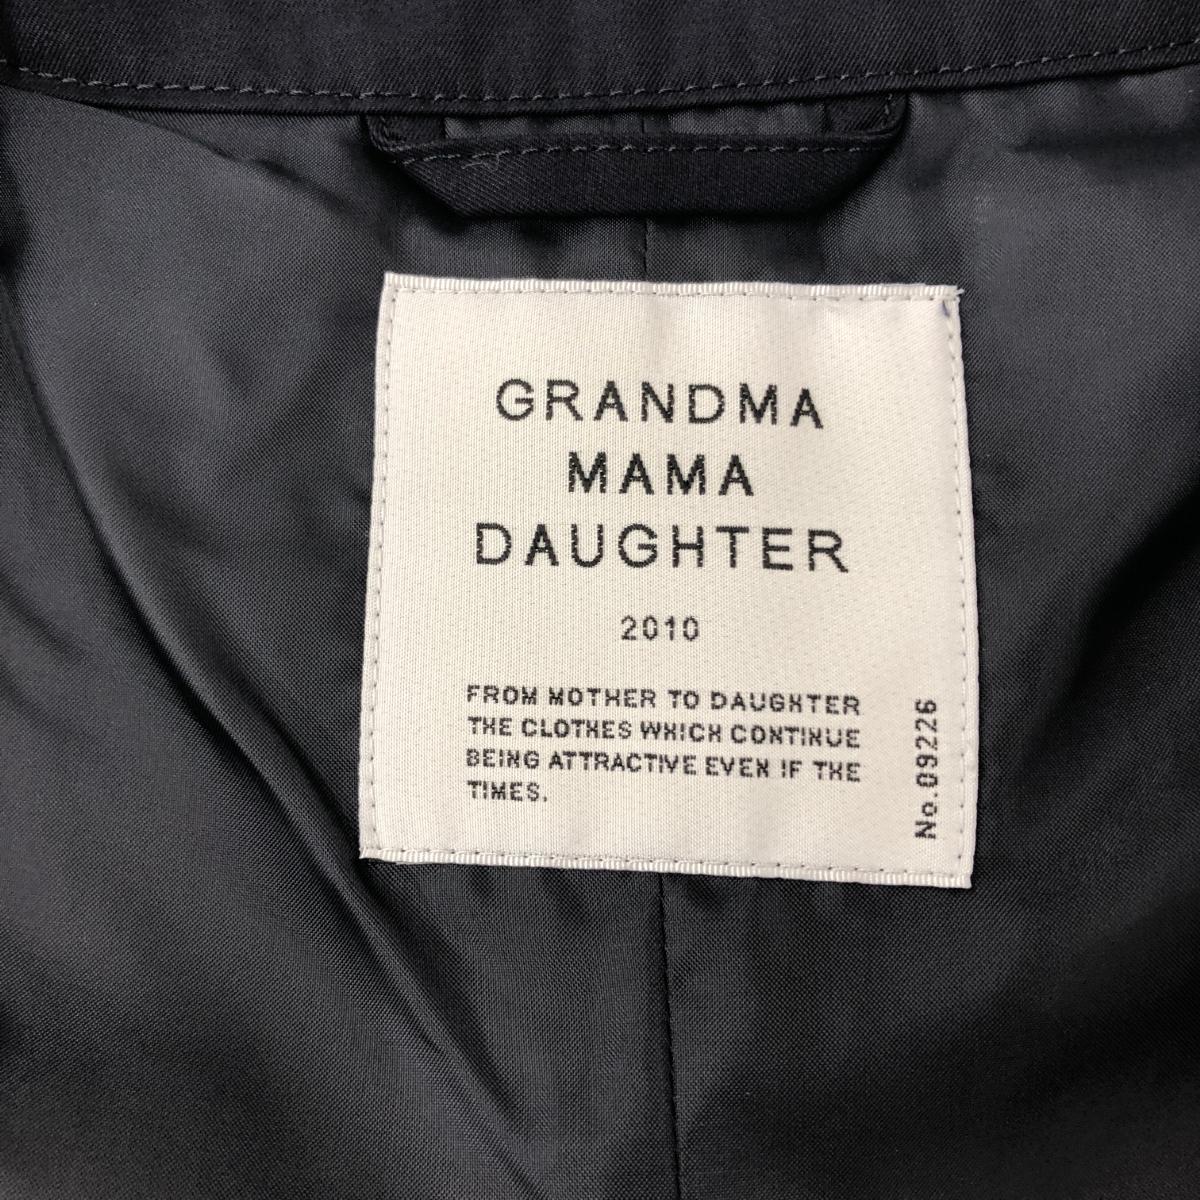 GRANDMA
MAMA
DAUGHTER
2010
FROM MOTHER TO DAUGHTER
THE CLOTHES WHICH CONTINUE
BEING ATTRACTIVE EVEN IF THE
TIMES.
No.09226